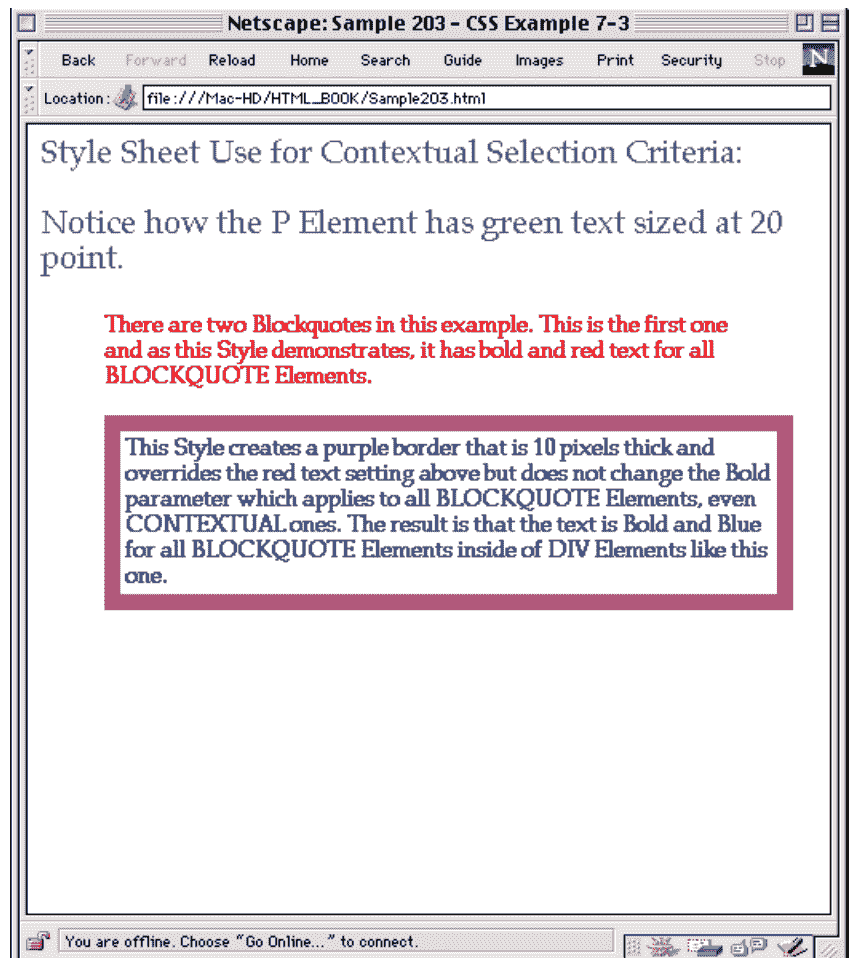 Netscape: Sample 203 – CSS Example 7-3
Back Forward Reload Home Search Guide Images Print Security Stop N
Location: file:///Mac-HD/HTML_BOOK/Sample203.html
Style Sheet Use for Contextual Selection Criteria:
Notice how the P Element has green text sized at 20
point.
There are two Blockquotes in this example. This is the first one
and as this Style demonstrates, it has bold and red text for all
BLOCKQUOTE Elements.
This Style creates a purple border that is 10 pixels thick and
overrides the red text setting above but does not change the Bold
parameter which applies to all BLOCKQUOTE Elements, even
CONTEXTUAL ones. The result is that the text is Bold and Blue
for all BLOCKQUOTE Elements inside of DIV Elements like this
one.
You are offline. Choose "Go Online..." to connect.